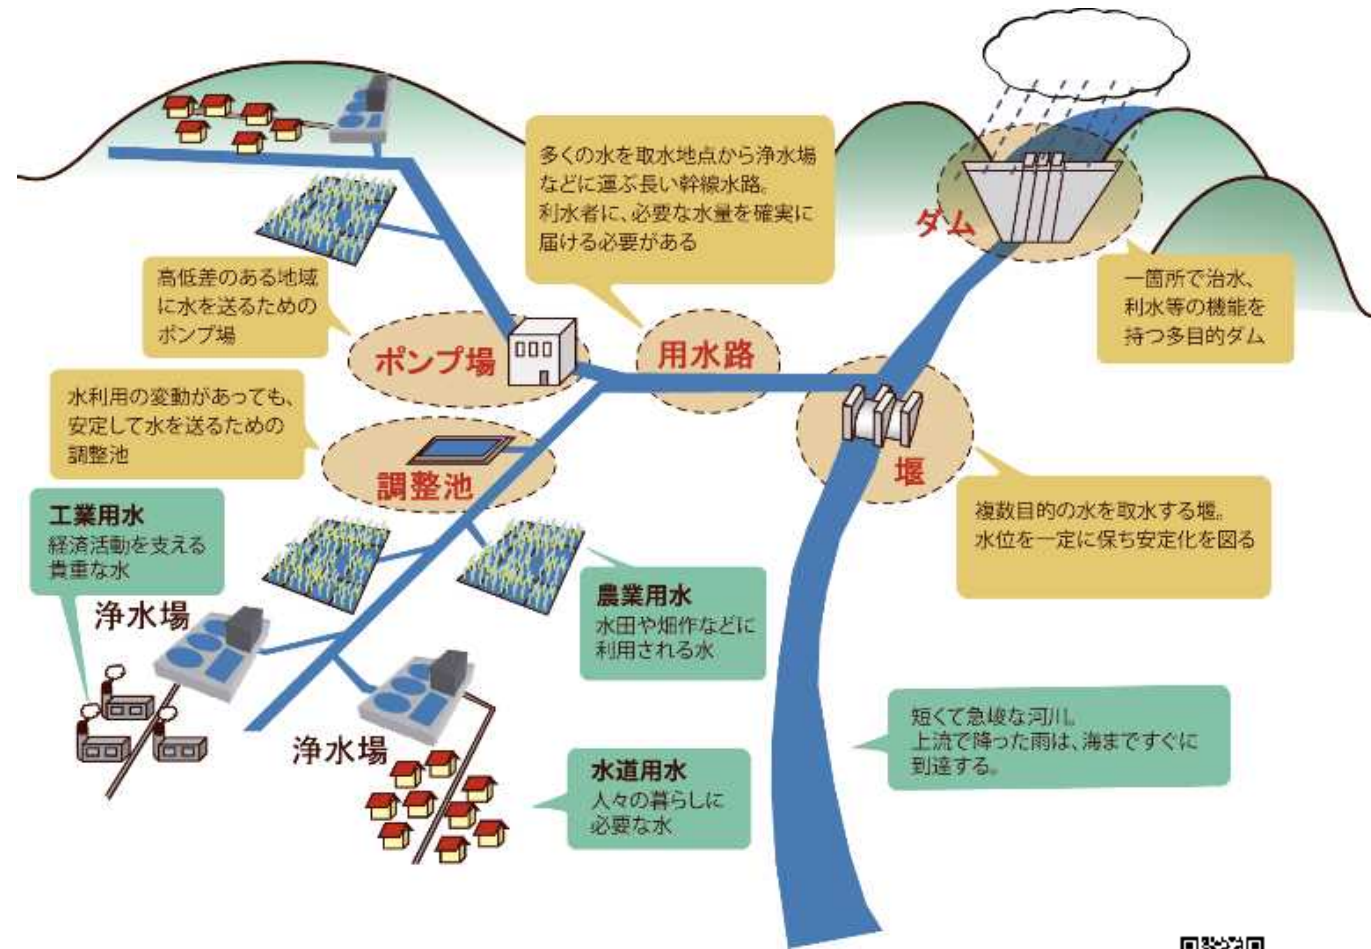 多くの水を取水地点から浄水場
などに運ぶ長い幹線水路。
利水者に、必要な水量を確実に
届ける必要がある
ダム
一箇所で治水、
利水等の機能を
持つ多目的ダム
高低差のある地域
に水を送るための
ポンプ場
ポンプ場
用水路
水利用の変動があっても、
安定して水を送るための
調整池
調整池
堰
複数目的の水を取水する堰。
水位を一定に保ち安定化を図る
工業用水
経済活動を支える
貴重な水
浄水場
農業用水
水田や畑作などに
利用される水
浄水場
水道用水
人々の暮らしに
必要な水
短くて急峻な河川。
上流で降った雨は、海まですぐに
到達する。